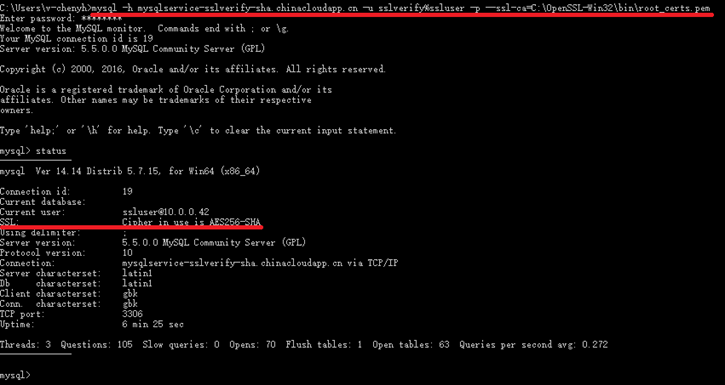 C:\Users\v-chenyh>mysql -h mysqlservice-sslverify-sha.chinacloudapp.cn -u sslverify%ssluser -p --ssl-ca=C:\OpenSSL-Win32\bin\root_certs.pem
Enter password: ********
Welcome to the MySQL monitor.  Commands end with ; or \g.
Your MySQL connection id is 19
Server version: 5.5.0.0 MySQL Community Server (GPL)
Copyright (c) 2000, 2016, Oracle and/or its affiliates. All rights reserved.
Oracle is a registered trademark of Oracle Corporation and/or its
affiliates. Other names may be trademarks of their respective
owners.
Type 'help;' or '\h' for help. Type '\c' to clear the current input statement.
mysql> status
--------------
mysql  Ver 14.14 Distrib 5.7.15, for Win64 (x86_64)
Connection id:          19
Current database:
Current user:           ssluser@10.0.0.42
SSL:                    Cipher in use is AES256-SHA
Using delimiter:        ;
Server version:         5.5.0.0 MySQL Community Server (GPL)
Protocol version:       10
Connection:             mysqlservice-sslverify-sha.chinacloudapp.cn via TCP/IP
Server characterset:    latin1
Db     characterset:    latin1
Client characterset:    gbk
Conn.  characterset:    gbk
TCP port:               3306
Uptime:                 6 min 25 sec
Threads: 3  Questions: 105  Slow queries: 0  Opens: 70  Flush tables: 1  Open tables: 63  Queries per second avg: 0.272
--------------
mysql>